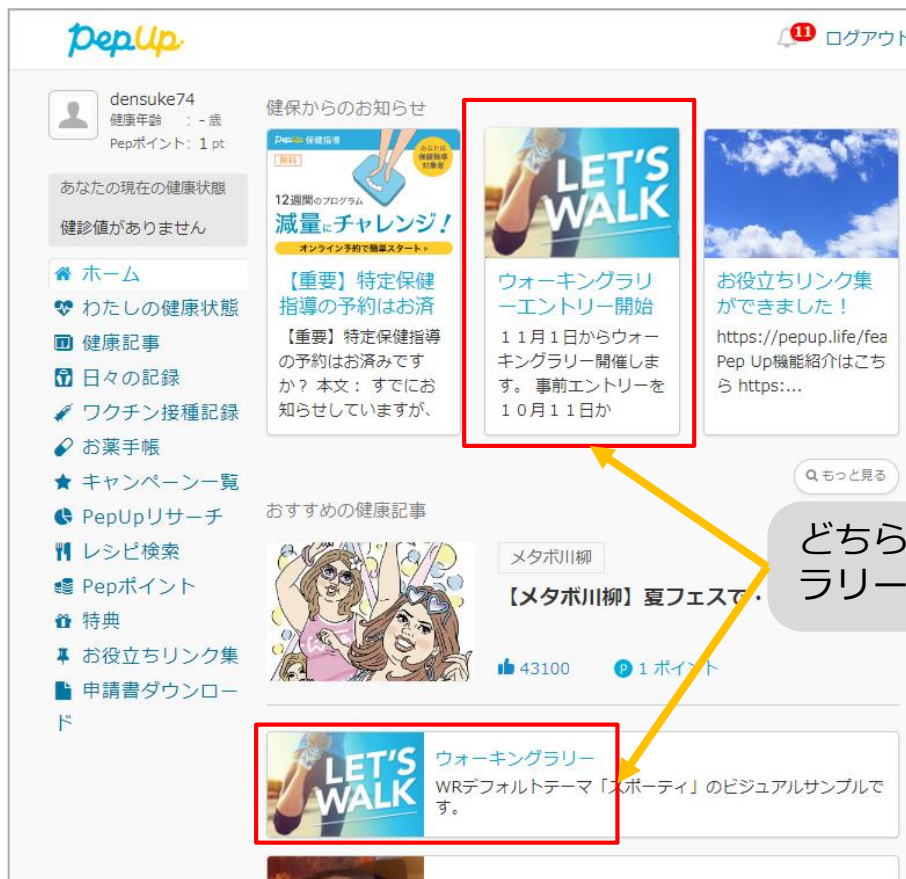 PepUp
11 ログアウト
densuke74
健康年齢 ：- 歳
Pepポイント: 1 pt
あなたの現在の健康状態
健診値がありません
ホーム
わたしの健康状態
健康記事
日々の記録
ワクチン接種記録
お薬手帳
キャンペーン一覧
PepUpリサーチ
レシピ検索
Pepポイント
特典
お役立ちリンク集
申請書ダウンロー
ド
健保からのお知らせ
PepUp 保健指導
無料
あなたは
保健指導
対象者
12週間のプログラム
減量にチャレンジ！
オンライン予約で簡単スタート
【重要】特定保健
指導の予約はお済
【重要】特定保健指導
の予約はお済みです
か？ 本文： すでにお
知らせしていますが、
LET'S
WALK
ウォーキングラリ
ーエントリー開始
１１月１日からウォー
キングラリー開催しま
す。 事前エントリーを
１０月１１日か
お役立ちリンク集
ができました！
https://pepup.life/fea
Pep Up機能紹介はこち
ら https:...
もっと見る
おすすめの健康記事
メタボ川柳
【メタボ川柳】夏フェスで・
43100
P 1 ポイント
どちら
ラリー
LET'S
WALK
ウォーキングラリー
WRデフォルトテーマ「スポーティ」のビジュアルサンプルで
す。